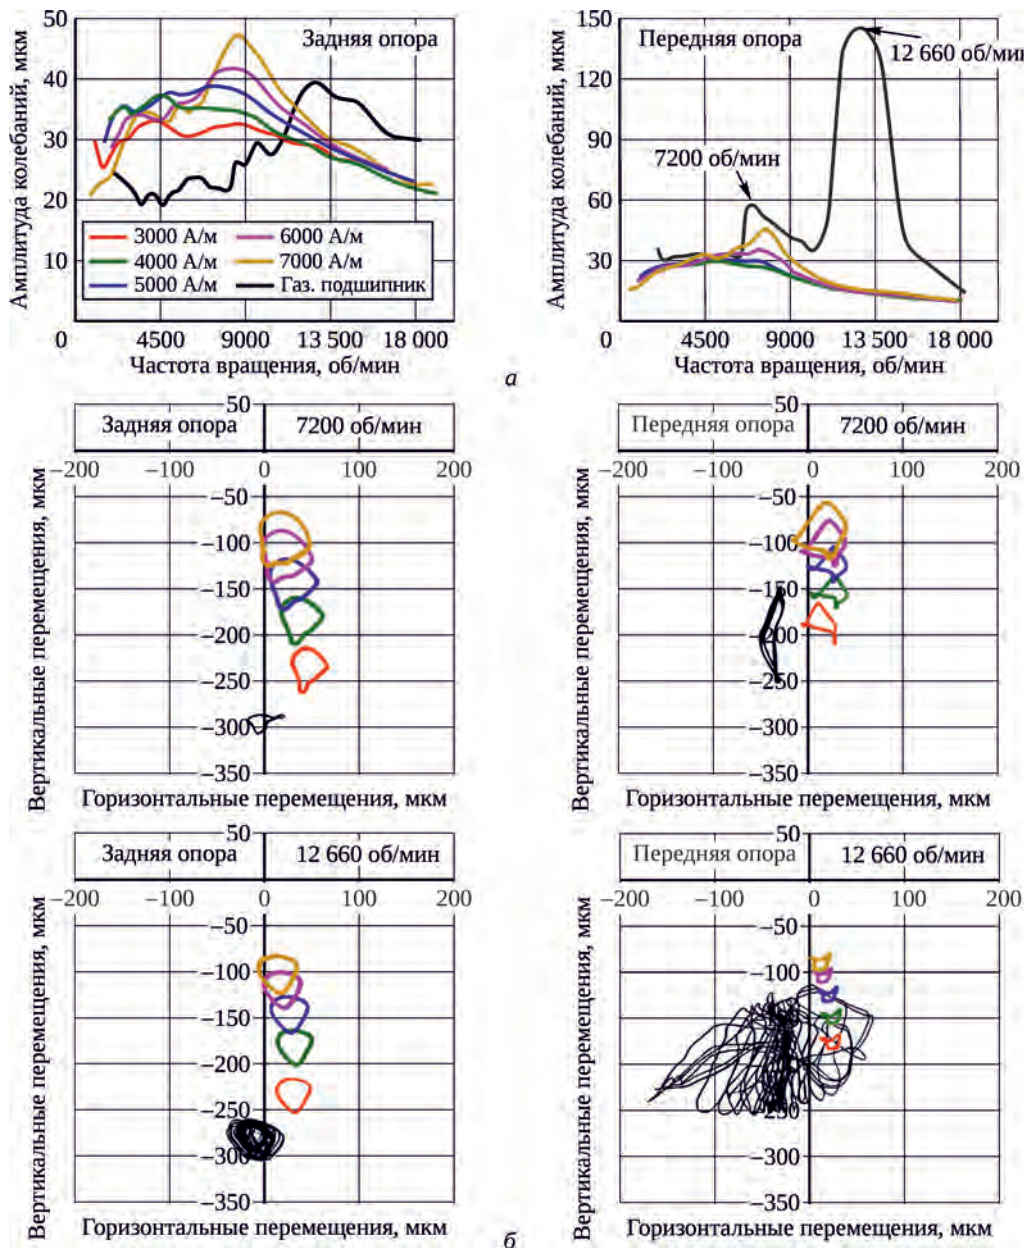 Амплитуда колебаний, мкм
50
40
30
20
10
0
Задняя опора
3000 А/м
6000 А/м
4000 А/м
7000 А/м
5000 А/м
Газ. подшипник
4500
9000
13 500
18 000
Частота вращения, об/мин
Амплитуда колебаний, мкм
150
120
90
60
30
0
Передняя опора
12 660 об/мин
7200 об/мин
4500
9000
13 500
18 000
Частота вращения, об/мин
а
Вертикальные перемещения, мкм
50
Задняя опора
7200 об/мин
−200
−100
0
100
200
−50
−100
−150
−200
−250
−300
−350
Горизонтальные перемещения, мкм
Вертикальные перемещения, мкм
50
Передняя опора
7200 об/мин
−200
−100
0
100
200
−50
−100
−150
−200
−250
−300
−350
Горизонтальные перемещения, мкм
Вертикальные перемещения, мкм
50
Задняя опора
12 660 об/мин
−200
−100
0
100
200
−50
−100
−150
−200
−250
−300
−350
Горизонтальные перемещения, мкм
Вертикальные перемещения, мкм
50
Передняя опора
12 660 об/мин
−200
−100
0
100
200
−50
−100
−300
−350
Горизонтальные перемещения, мкм
б